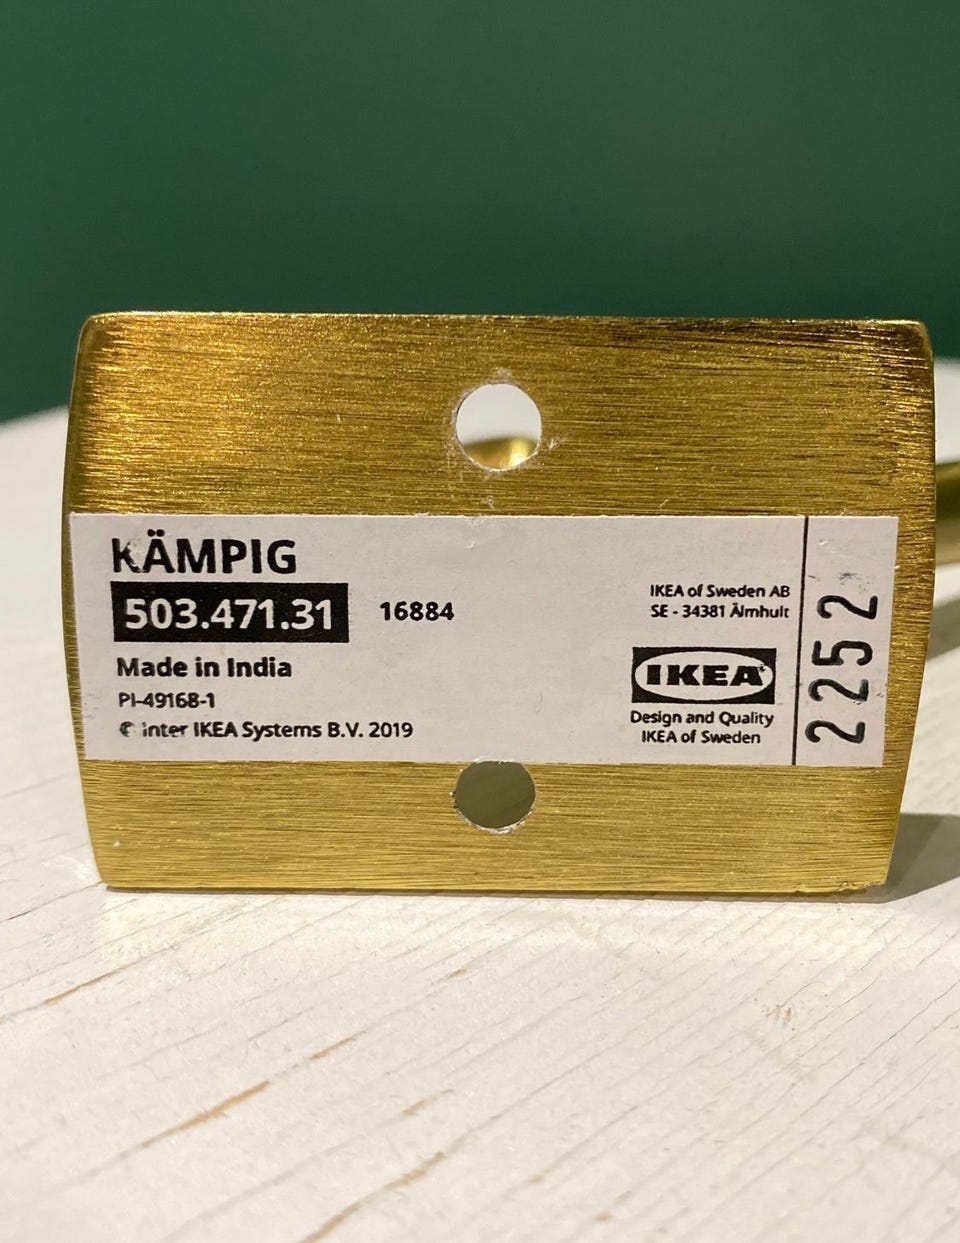 KÄMPIG
503.471.31 16884
Made in India
PI-49168-1
© Inter IKEA Systems B.V. 2019
IKEA of Sweden AB
SE - 34381 Älmhult
IKEA
Design and Quality
IKEA of Sweden
2252